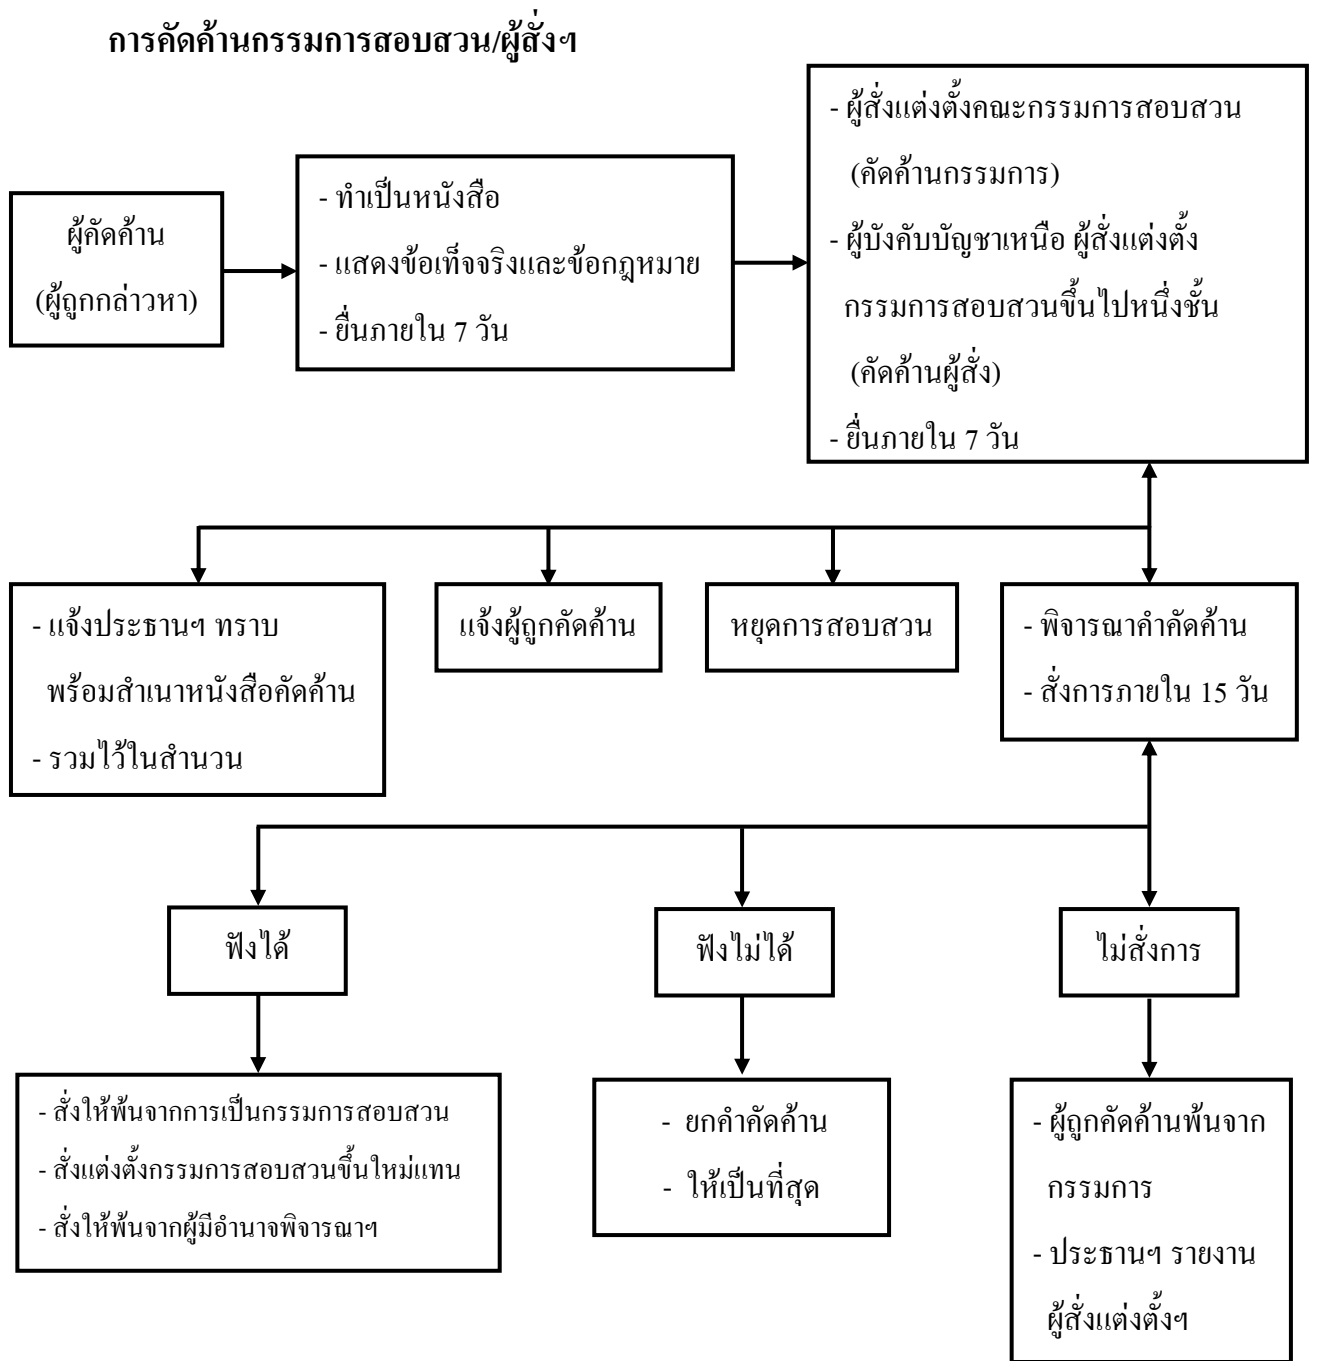 การคัดค้านกรรมการสอบสวน/ผู้สั่งฯ
ผู้คัดค้าน
(ผู้ถูกกล่าวหา)
- ทำเป็นหนังสือ
- แสดงข้อเท็จจริงและข้อกฎหมาย
- ยื่นภายใน 7 วัน
- ผู้สั่งแต่งตั้งคณะกรรมการสอบสวน
(คัดค้านกรรมการ)
- ผู้บังคับบัญชาเหนือ ผู้สั่งแต่งตั้ง
กรรมการสอบสวนขึ้นไปหนึ่งชั้น
(คัดค้านผู้สั่ง)
- ยื่นภายใน 7 วัน
- แจ้งประธานฯ ทราบ
พร้อมสำเนาหนังสือคัดค้าน
- รวมไว้ในสำนวน
แจ้งผู้ถูกคัดค้าน
หยุดการสอบสวน
- พิจารณาคำคัดค้าน
- สั่งการภายใน 15 วัน
ฟังได้
ฟังไม่ได้
ไม่สั่งการ
- สั่งให้พ้นจากการเป็นกรรมการสอบสวน
- สั่งแต่งตั้งกรรมการสอบสวนขึ้นใหม่แทน
- สั่งให้พ้นจากผู้มีอำนาจพิจารณาฯ
- ยกคำคัดค้าน
- ให้เป็นที่สุด
- ผู้ถูกคัดค้านพ้นจาก
กรรมการ
- ประธานฯ รายงาน
ผู้สั่งแต่งตั้งฯ